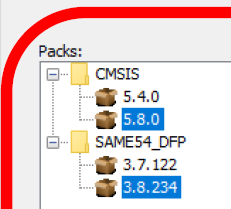 Packs:
CMSIS
5.4.0
5.8.0
SAME54_DFP
3.7.122
3.8.234